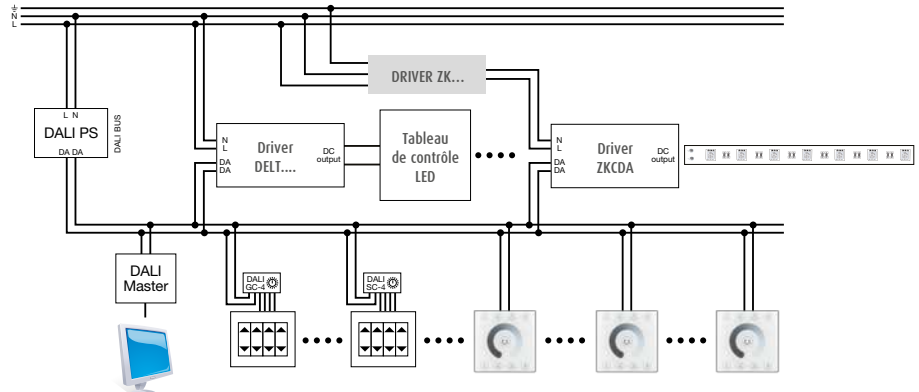 N
L
DRIVER ZK...
L N
DALI PS
DA DA
DALI BUS
N
L
DA
DA
Driver
DELT....
DC
output
Tableau
de contrôle
LED
N
L
DA
DA
Driver
ZKCDA
DC
output
DALI
Master
DALI
GC-4
DALI
SC-4